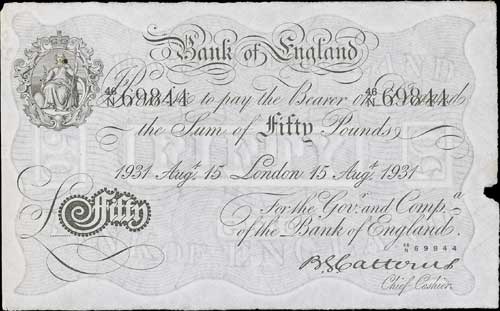 Bank of England
46/N 69844 46/N 69844
Promise to pay the Bearer on Demand
the Sum of Fifty Pounds
1931 Augt. 15 London 15 Augt. 1931
£Fifty
For the Govr. and Compa.
of the Bank of England.
46/N 69844
B G Catterns
Chief Cashier.